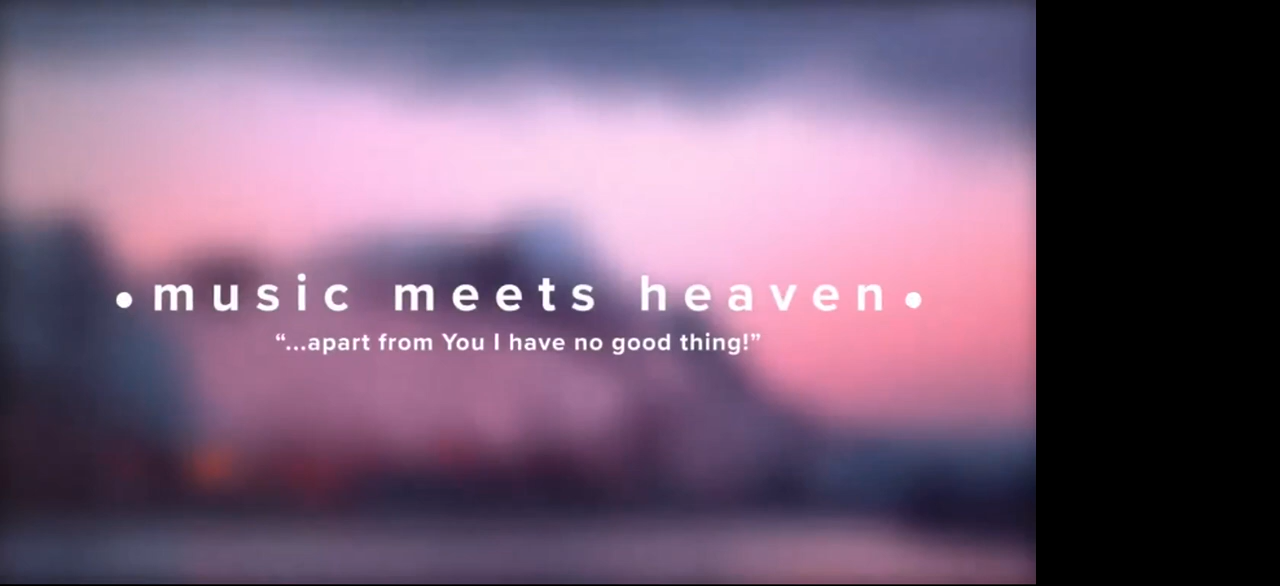 • music meets heaven •
“...apart from You I have no good thing!”